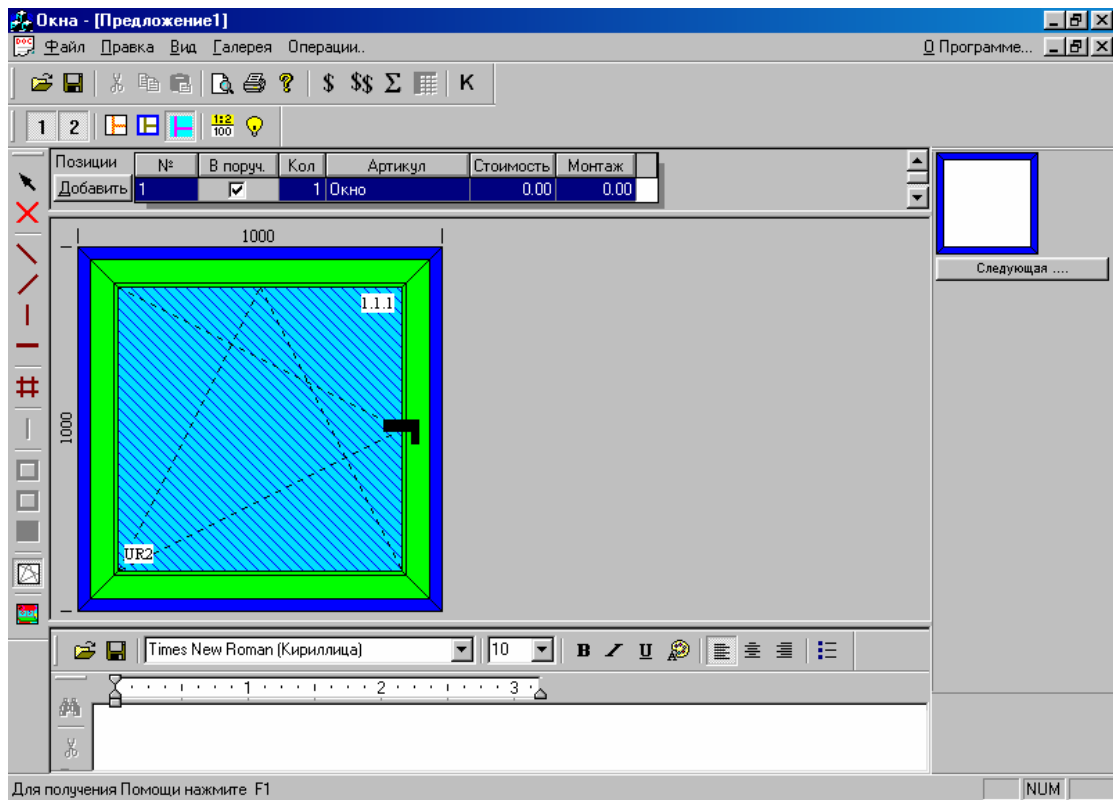 Окна - [Предложение1]
Файл Правка Вид Галерея Операции.. О Программе...
$ $$ Σ K
1 2 1:2 100
Позиции № В поруч. Кол Артикул Стоимость Монтаж
Добавить 1 1 Окно 0.00 0.00
Следующая ....
1000
1.1.1
1000
UR2
Times New Roman (Кириллица) 10 B I U
1 2 3
Для получения Помощи нажмите F1 NUM